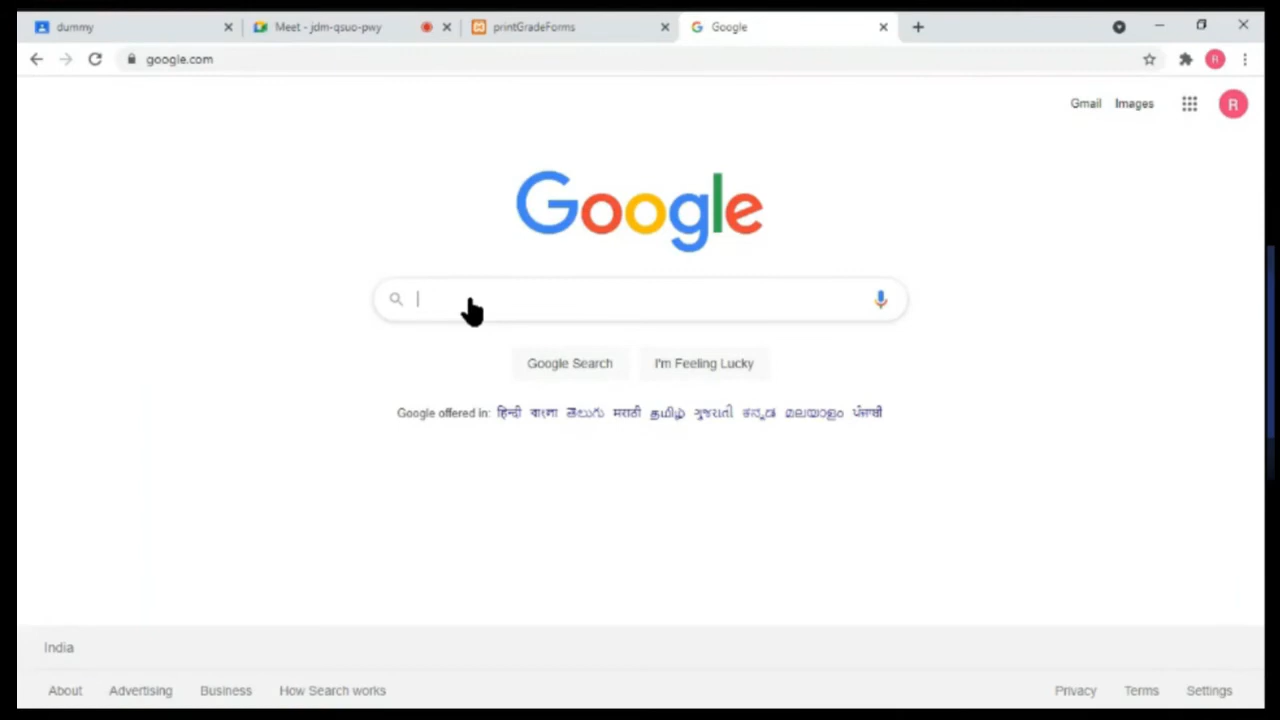 dummy Meet - jdm-qsuo-pwy printGradeForms Google
google.com R
Gmail Images R
Google
Google Search I'm Feeling Lucky
Google offered in: हिन्दी বাংলা తెలుగు मराठी தமிழ் ગુજરાતી ಕನ್ನಡ മലയാളം ਪੰਜਾਬੀ
India
About Advertising Business How Search works Privacy Terms Settings